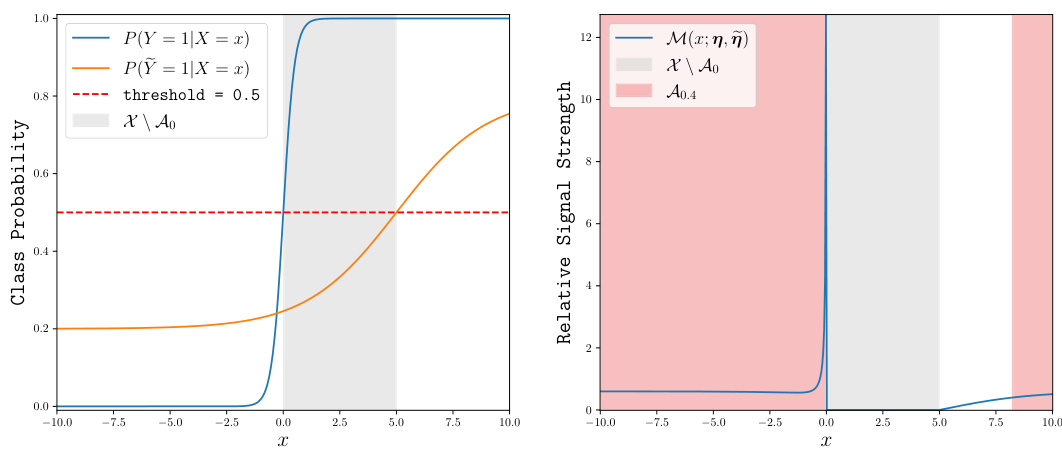 Class Probability
1.0
0.8
0.6
0.4
0.2
0.0
P(Y = 1|X = x)
P(Ỹ = 1|X = x)
threshold = 0.5
𝒳 \ 𝒜₀
−10.0 −7.5 −5.0 −2.5 0.0 2.5 5.0 7.5 10.0
x
Relative Signal Strength
12
10
8
6
4
2
0
ℳ(x; η, η̃)
𝒳 \ 𝒜₀
𝒜₀.₄
−10.0 −7.5 −5.0 −2.5 0.0 2.5 5.0 7.5 10.0
x